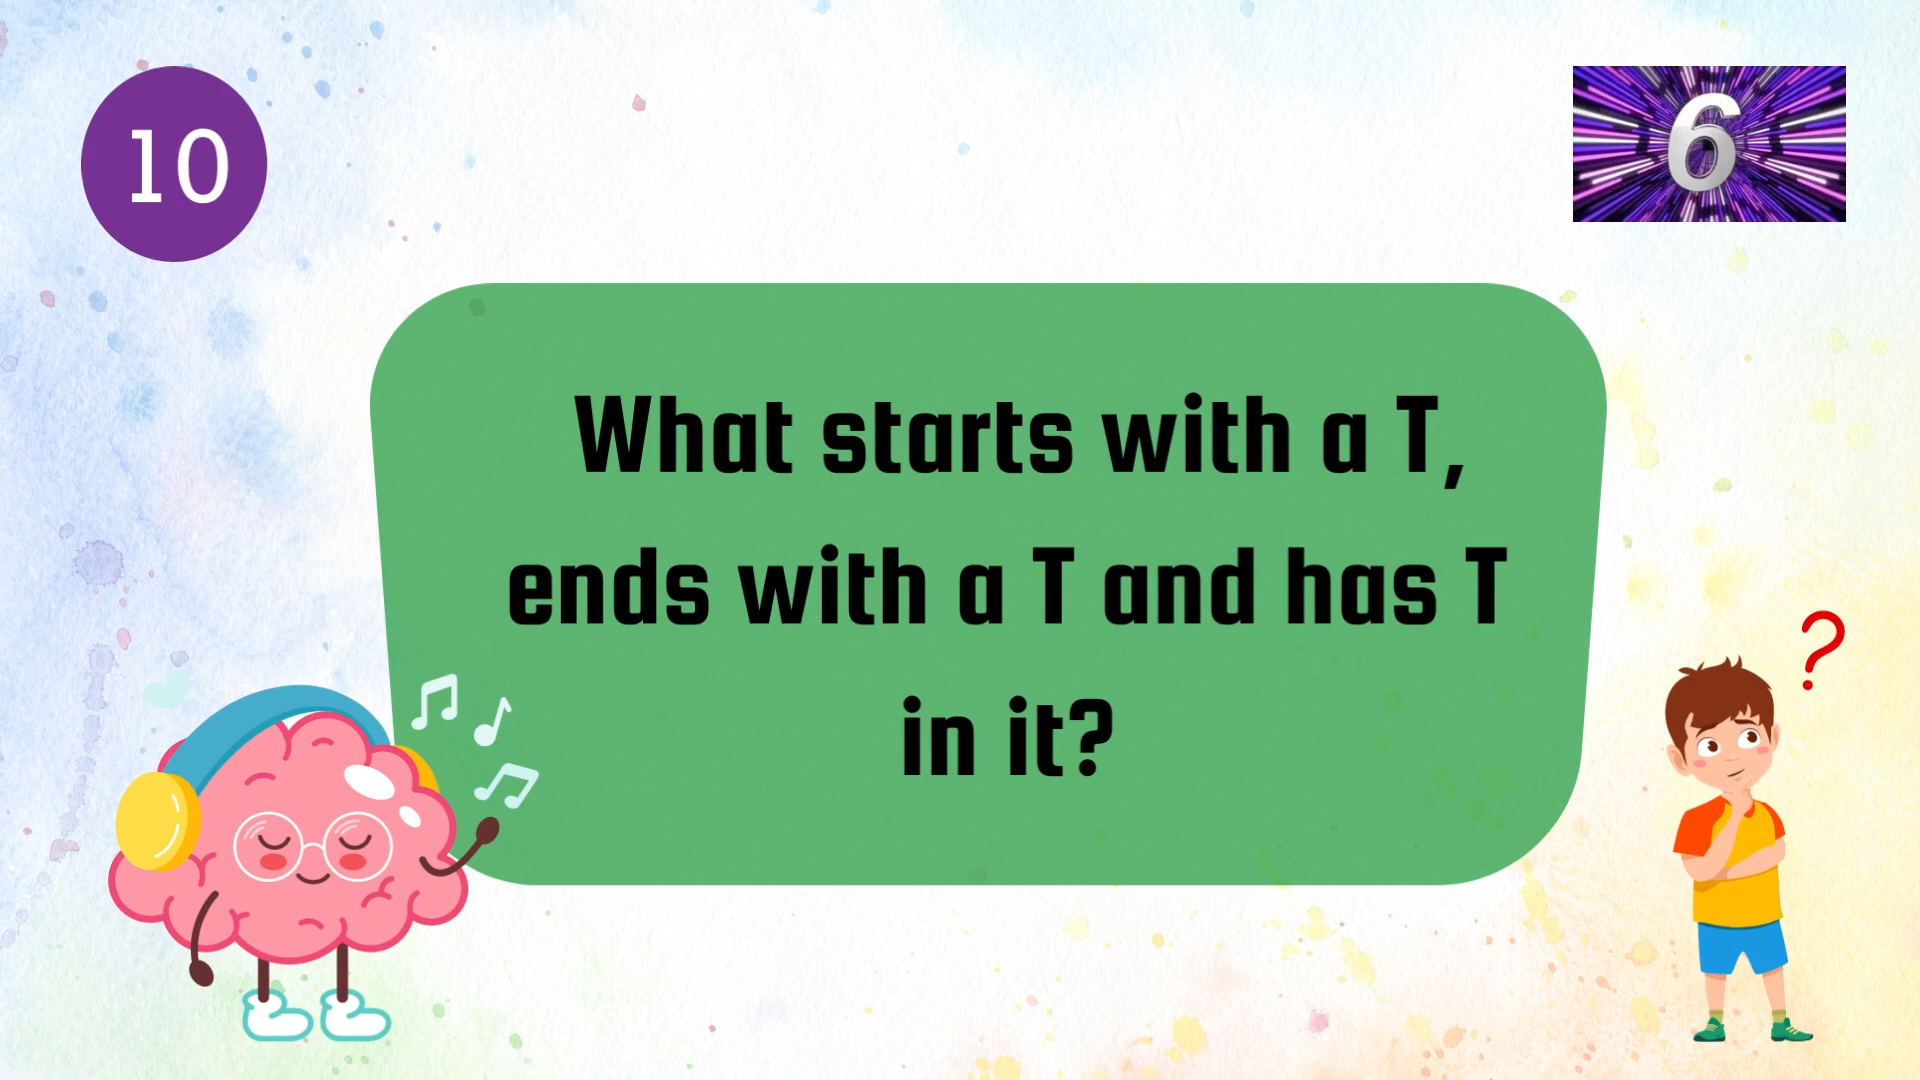 10
6
What starts with a T,
ends with a T and has T
in it?
?